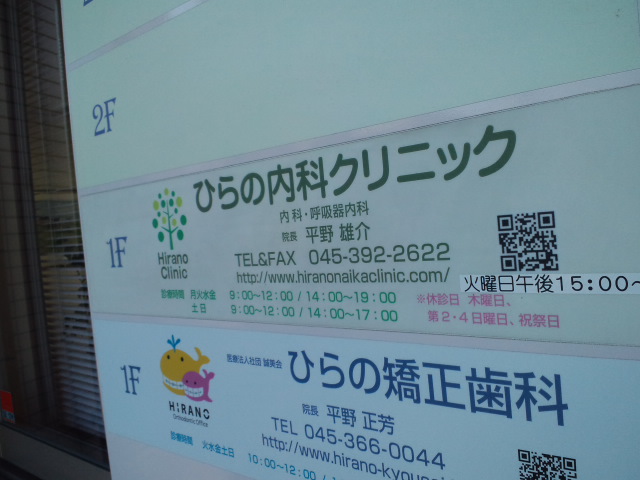 2F
1F
Hirano
Clinic
ひらの内科クリニック
内科・呼吸器内科
院長 平野 雄介
TEL&FAX 045-392-2622
http://www.hiranonaikaclinic.com/
火曜日午後15:00~
診療時間 月火水金 9:00~12:00 / 14:00~19:00
土日 9:00~12:00 / 14:00~17:00
※休診日 木曜日、
第2・4日曜日、祝祭日
1F
HIRANO
Orthodontic Office
医療法人社団 誠美会
ひらの矯正歯科
院長 平野 正芳
TEL 045-366-0044
http://www.hirano-kyousei
診療時間 火水金土日 10:00~12:00